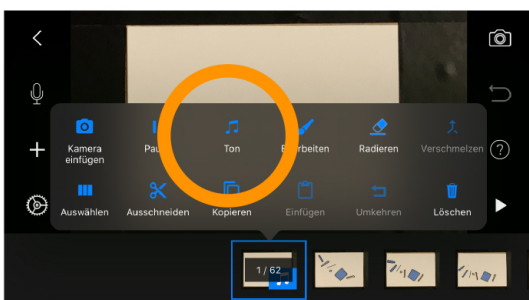 Kamera
einfügen
Pau
Ton
Bearbeiten
Radieren
Verschmelzen
?
Auswählen
Ausschneiden
Kopieren
Einfügen
Umkehren
Löschen
1 / 62